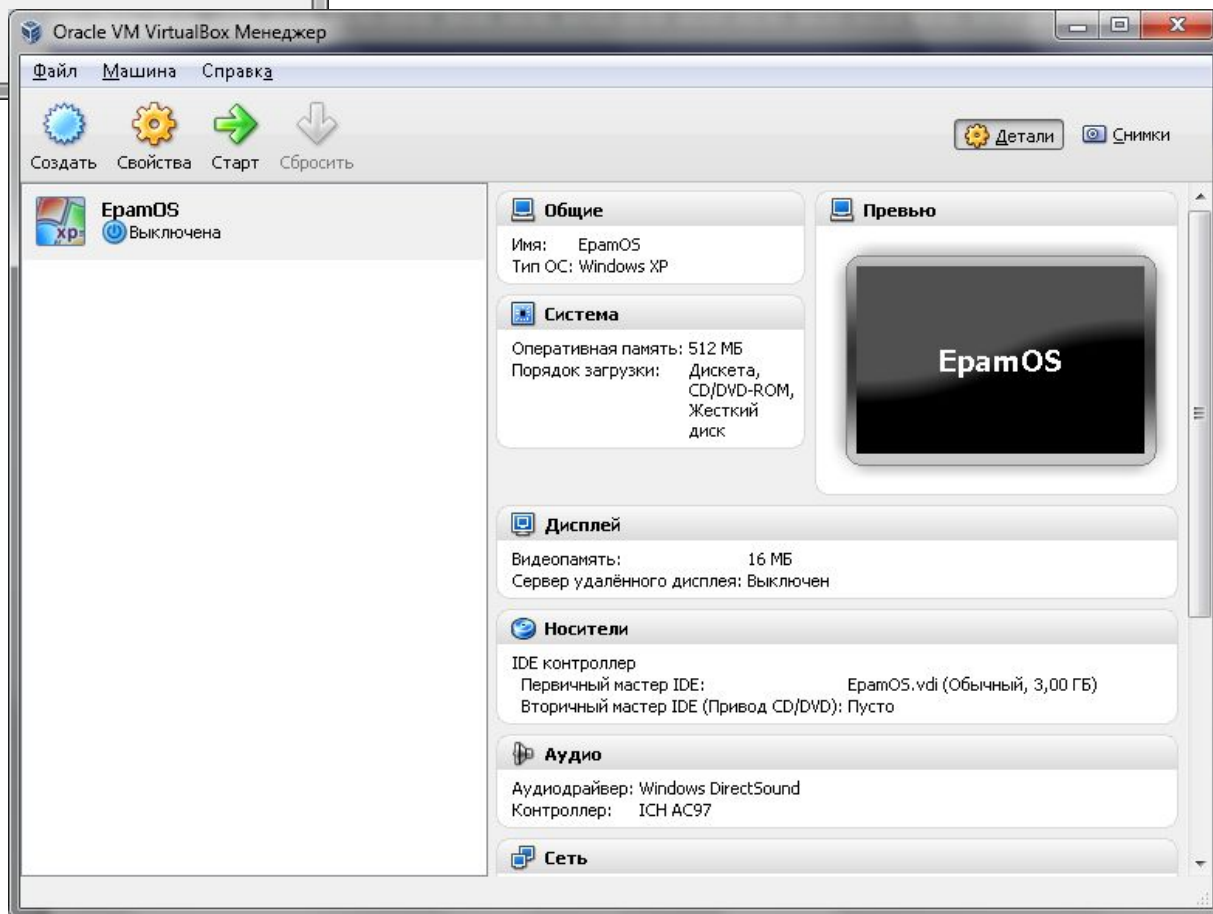 Oracle VM VirtualBox Менеджер
Файл Машина Справка
Создать Свойства Старт Сбросить
Детали Снимки
EpamOS
Выключена
Общие
Имя: EpamOS
Тип ОС: Windows XP
Система
Оперативная память: 512 МБ
Порядок загрузки: Дискета,
CD/DVD-ROM,
Жесткий
диск
Превью
EpamOS
Дисплей
Видеопамять: 16 МБ
Сервер удалённого дисплея: Выключен
Носители
IDE контроллер
Первичный мастер IDE: EpamOS.vdi (Обычный, 3,00 ГБ)
Вторичный мастер IDE (Привод CD/DVD): Пусто
Аудио
Аудиодрайвер: Windows DirectSound
Контроллер: ICH AC97
Сеть